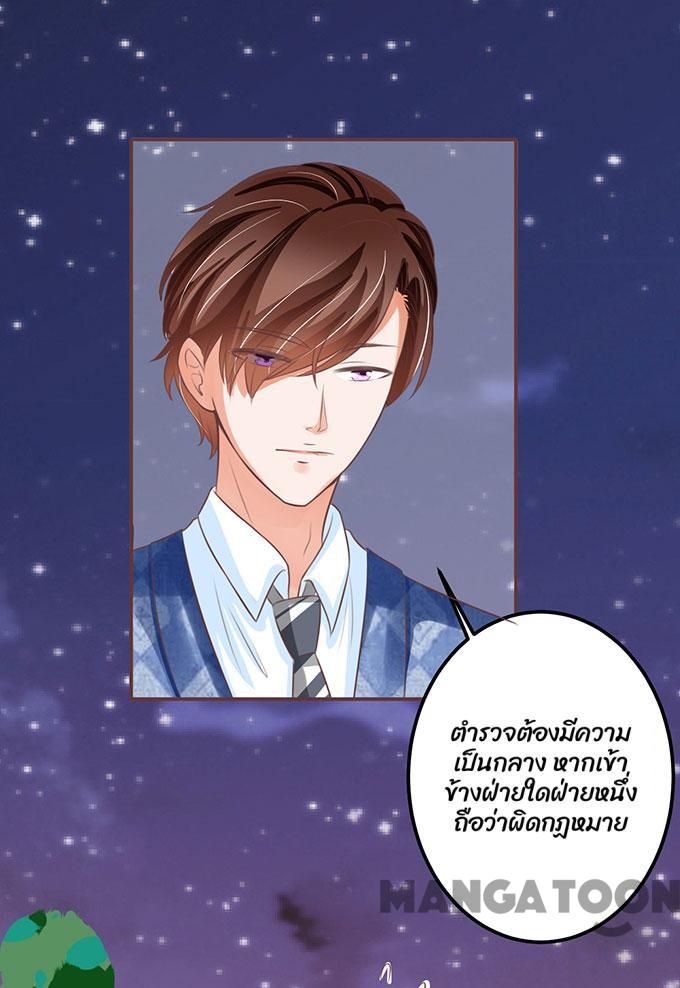 ตำรวจต้องมีความ
เป็นกลาง หากเข้า
ข้างฝ่ายใดฝ่ายหนึ่ง
ถือว่าผิดกฎหมาย
MANGATOON